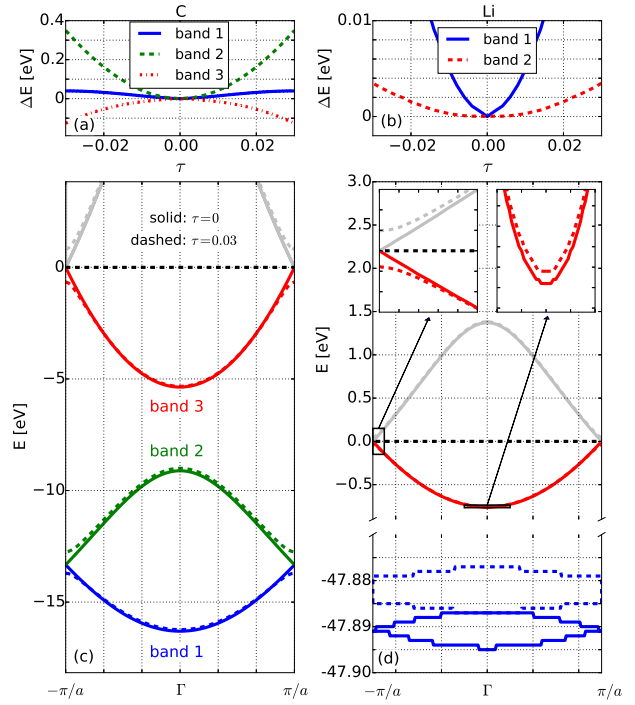 C
Li
ΔE [eV]
0.4
0.2
0
band 1
band 2
band 3
(a)
−0.02
0.00
0.02
τ
ΔE [eV]
0.01
0
band 1
band 2
(b)
−0.02
0.00
0.02
τ
E [eV]
0
−5
−10
−15
solid: τ=0
dashed: τ=0.03
band 3
band 2
band 1
(c)
−π/a
Γ
π/a
E [eV]
3.0
2.5
2.0
1.5
1.0
0.5
0.0
−0.5
-47.88
-47.89
-47.90
(d)
−π/a
Γ
π/a